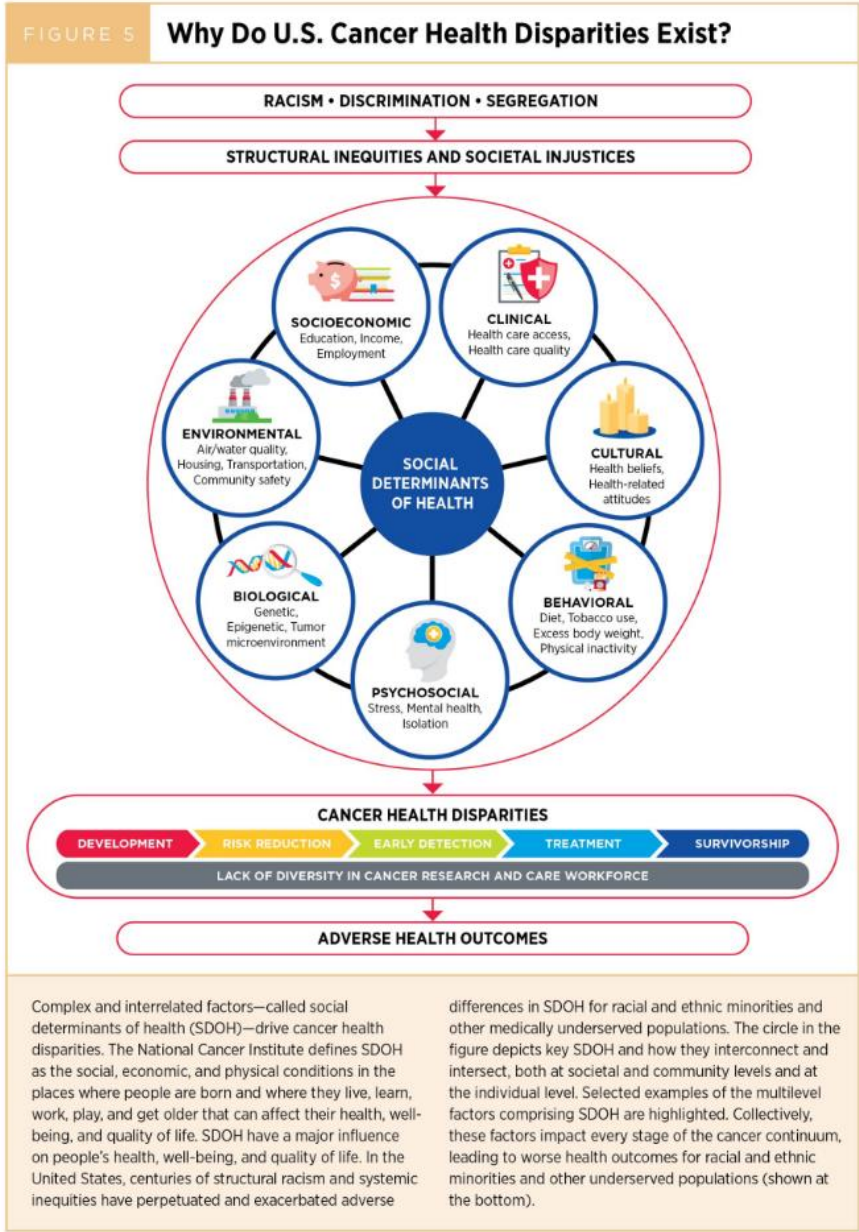 FIGURE 5
Why Do U.S. Cancer Health Disparities Exist?
RACISM • DISCRIMINATION • SEGREGATION
STRUCTURAL INEQUITIES AND SOCIETAL INJUSTICES
SOCIOECONOMIC
Education, Income,
Employment
CLINICAL
Health care access,
Health care quality
ENVIRONMENTAL
Air/water quality,
Housing, Transportation,
Community safety
SOCIAL
DETERMINANTS
OF HEALTH
CULTURAL
Health beliefs,
Health-related
attitudes
BIOLOGICAL
Genetic,
Epigenetic, Tumor
microenvironment
BEHAVIORAL
Diet, Tobacco use,
Excess body weight,
Physical inactivity
PSYCHOSOCIAL
Stress, Mental health,
Isolation
CANCER HEALTH DISPARITIES
DEVELOPMENT
RISK REDUCTION
EARLY DETECTION
TREATMENT
SURVIVORSHIP
LACK OF DIVERSITY IN CANCER RESEARCH AND CARE WORKFORCE
ADVERSE HEALTH OUTCOMES
Complex and interrelated factors—called social
determinants of health (SDOH)—drive cancer health
disparities. The National Cancer Institute defines SDOH
as the social, economic, and physical conditions in the
places where people are born and where they live, learn,
work, play, and get older that can affect their health, well-
being, and quality of life. SDOH have a major influence
on people's health, well-being, and quality of life. In the
United States, centuries of structural racism and systemic
inequities have perpetuated and exacerbated adverse
differences in SDOH for racial and ethnic minorities and
other medically underserved populations. The circle in the
figure depicts key SDOH and how they interconnect and
intersect, both at societal and community levels and at
the individual level. Selected examples of the multilevel
factors comprising SDOH are highlighted. Collectively,
these factors impact every stage of the cancer continuum,
leading to worse health outcomes for racial and ethnic
minorities and other underserved populations (shown at
the bottom).